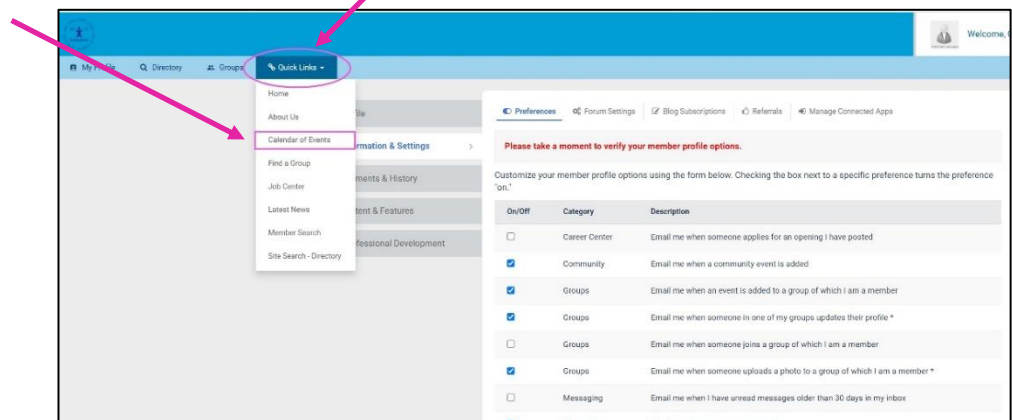 Welcome,
My Profile
Directory
Groups
Quick Links
Home
About Us
Calendar of Events
Find a Group
Job Center
Latest News
Member Search
Site Search - Directory
file
rmation & Settings
ments & History
tent & Features
fessional Development
Preferences
Forum Settings
Blog Subscriptions
Referrals
Manage Connected Apps
Please take a moment to verify your member profile options.
Customize your member profile options using the form below. Checking the box next to a specific preference turns the preference
"on."
On/Off Category Description
Career Center Email me when someone applies for an opening I have posted
Community Email me when a community event is added
Groups Email me when an event is added to a group of which I am a member
Groups Email me when someone in one of my groups updates their profile *
Groups Email me when someone joins a group of which I am a member
Groups Email me when someone uploads a photo to a group of which I am a member *
Messaging Email me when I have unread messages older than 30 days in my inbox